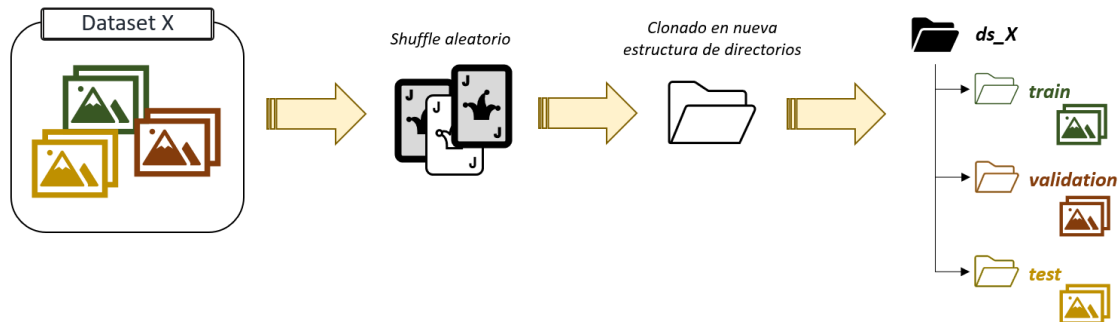 Dataset X
Shuffle aleatorio
Clonado en nueva
estructura de directorios
ds_X
train
validation
test
J
J
J
J
J